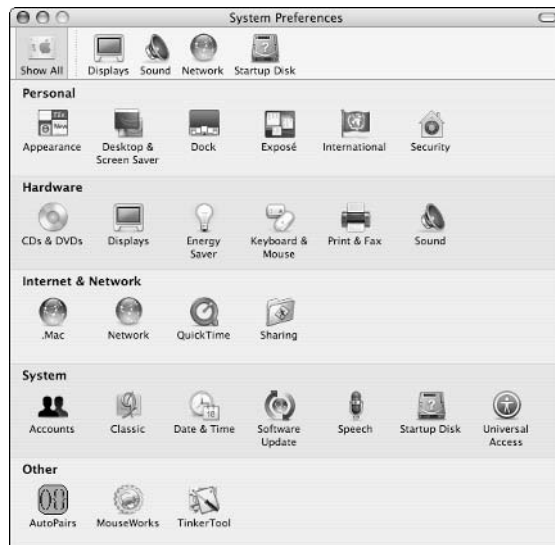 System Preferences
Show All Displays Sound Network Startup Disk
Personal
Appearance Desktop & Screen Saver Dock Exposé International Security
Hardware
CDs & DVDs Displays Energy Saver Keyboard & Mouse Print & Fax Sound
Internet & Network
.Mac Network QuickTime Sharing
System
Accounts Classic Date & Time Software Update Speech Startup Disk Universal Access
Other
AutoPairs MouseWorks TinkerTool